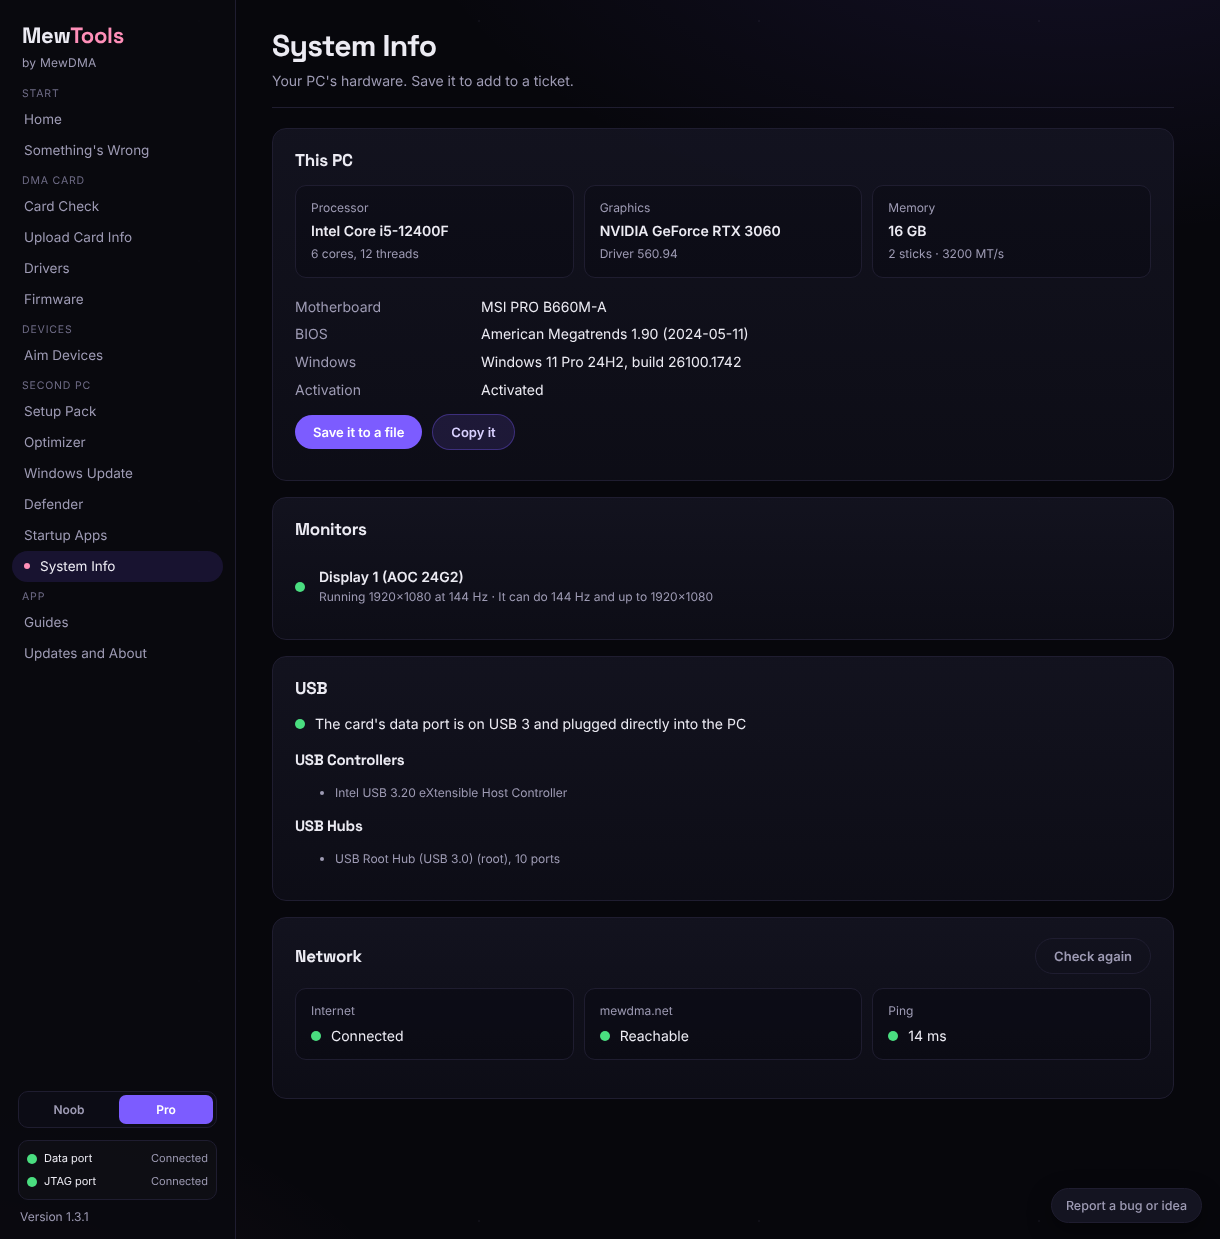 MewTools
by MewDMA
START
Home
Something's Wrong
DMA CARD
Card Check
Upload Card Info
Drivers
Firmware
DEVICES
Aim Devices
SECOND PC
Setup Pack
Optimizer
Windows Update
Defender
Startup Apps
System Info
APP
Guides
Updates and About
Noob
Pro
Data port Connected
JTAG port Connected
Version 1.3.1
System Info
Your PC's hardware. Save it to add to a ticket.
This PC
Processor
Intel Core i5-12400F
6 cores, 12 threads
Graphics
NVIDIA GeForce RTX 3060
Driver 560.94
Memory
16 GB
2 sticks · 3200 MT/s
Motherboard MSI PRO B660M-A
BIOS American Megatrends 1.90 (2024-05-11)
Windows Windows 11 Pro 24H2, build 26100.1742
Activation Activated
Save it to a file
Copy it
Monitors
Display 1 (AOC 24G2)
Running 1920×1080 at 144 Hz · It can do 144 Hz and up to 1920×1080
USB
The card's data port is on USB 3 and plugged directly into the PC
USB Controllers
• Intel USB 3.20 eXtensible Host Controller
USB Hubs
• USB Root Hub (USB 3.0) (root), 10 ports
Network
Check again
Internet
Connected
mewdma.net
Reachable
Ping
14 ms
Report a bug or idea